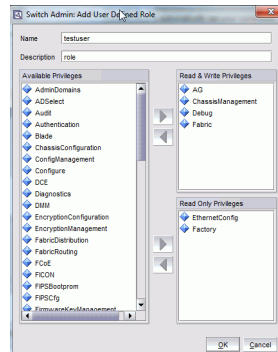 Switch Admin: Add User Defined Role
Name
testuser
Description
role
Available Privileges
AdminDomains
ADSelect
Audit
Authentication
Blade
ChassisConfiguration
ConfigManagement
Configure
DCE
Diagnostics
DMM
EncryptionConfiguration
EncryptionManagement
FabricDistribution
FabricRouting
FCoE
FICON
FIPSBootprom
FIPSCfg
FirmwareKeyManagement
Read & Write Privileges
AG
ChassisManagement
Debug
Fabric
Read Only Privileges
EthernetConfig
Factory
OK
Cancel